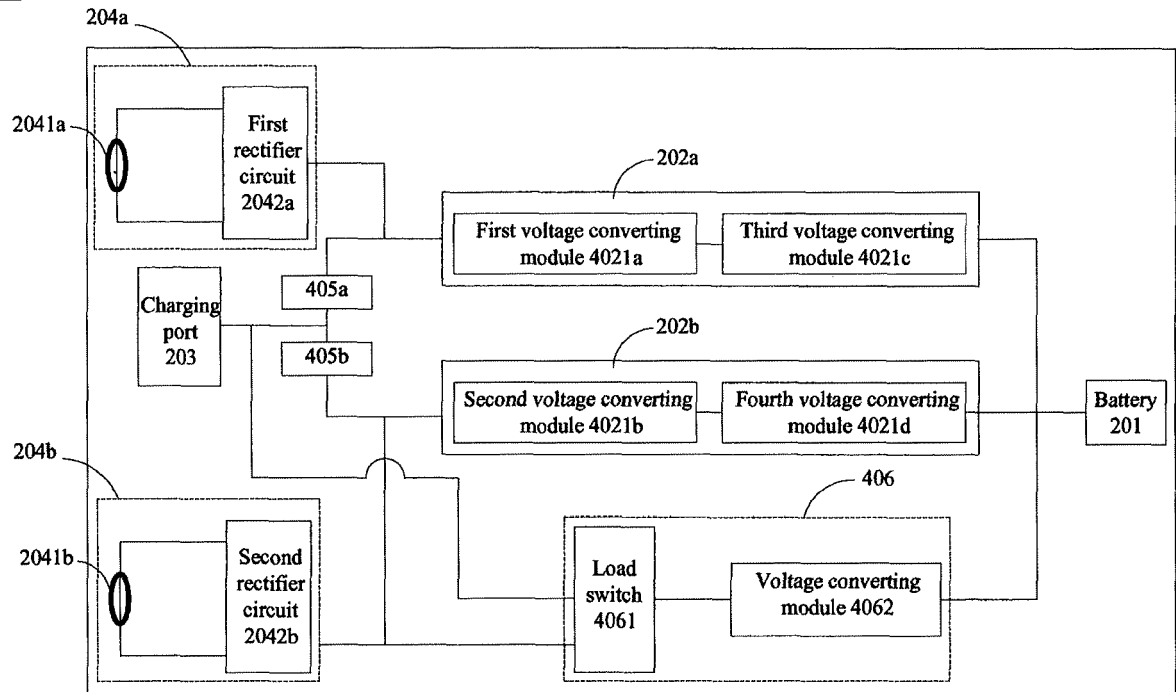 204a
2041a
First
rectifier
circuit
2042a
202a
First voltage converting
module 4021a
Third voltage converting
module 4021c
405a
Charging
port
203
405b
202b
Second voltage converting
module 4021b
Fourth voltage converting
module 4021d
Battery
201
204b
406
2041b
Second
rectifier
circuit
2042b
Load
switch
4061
Voltage converting
module 4062